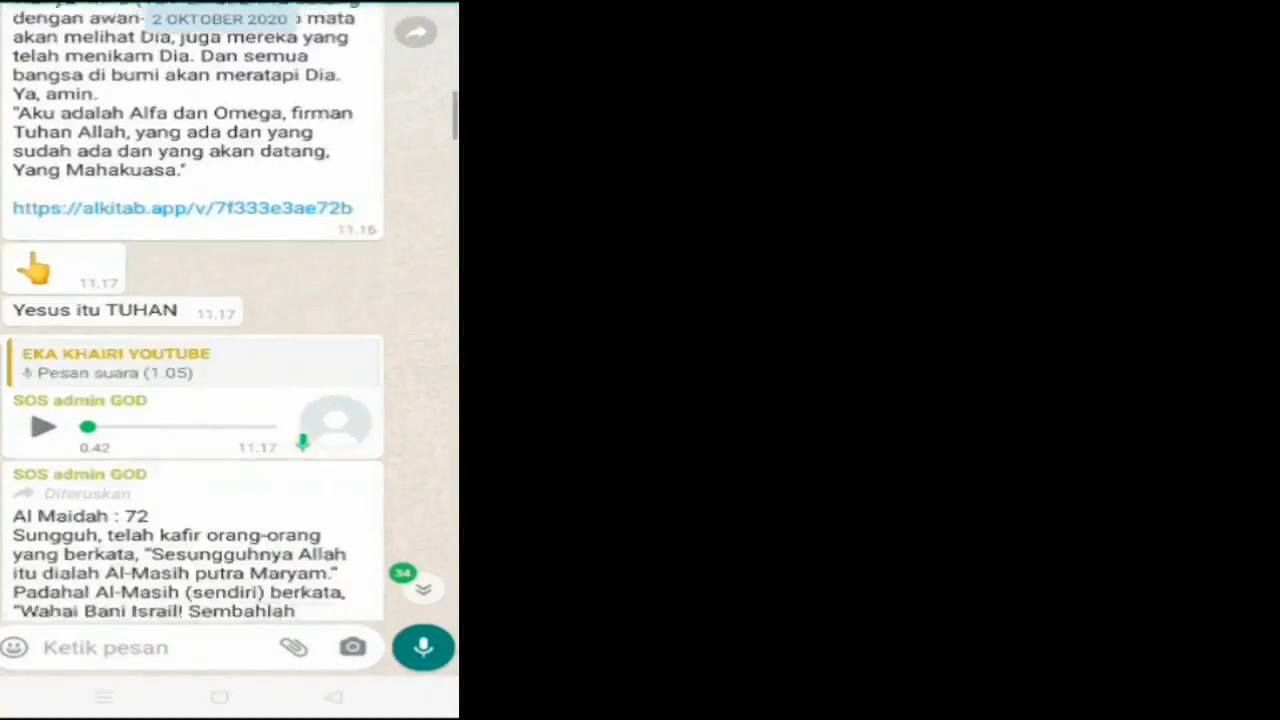 dengan awan-
2 OKTOBER 2020
mata
akan melihat Dia, juga mereka yang
telah menikam Dia. Dan semua
bangsa di bumi akan meratapi Dia.
Ya, amin.
"Aku adalah Alfa dan Omega, firman
Tuhan Allah, yang ada dan yang
sudah ada dan yang akan datang,
Yang Mahakuasa."
https://alkitab.app/v/7f333e3ae72b
11.16
11.17
Yesus itu TUHAN 11.17
EKA KHAIRI YOUTUBE
Pesan suara (1.05)
SOS admin GOD
0.42 11.17
SOS admin GOD
Diteruskan
Al Maidah : 72
Sungguh, telah kafir orang-orang
yang berkata, "Sesungguhnya Allah
itu dialah Al-Masih putra Maryam."
Padahal Al-Masih (sendiri) berkata,
"Wahai Bani Israil! Sembahlah
34
Ketik pesan